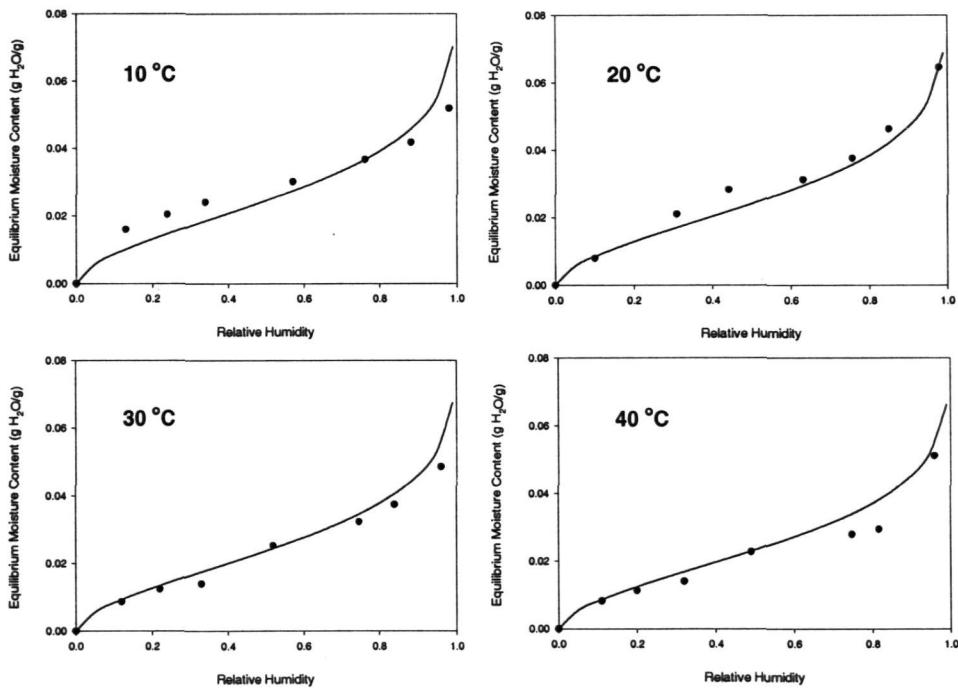 0.08
0.06
0.04
0.02
0.00
Equilibrium Moisture Content (g H₂O/g)
10 °C
0.0 0.2 0.4 0.6 0.8 1.0
Relative Humidity
0.08
0.06
0.04
0.02
0.00
Equilibrium Moisture Content (g H₂O/g)
20 °C
0.0 0.2 0.4 0.6 0.8 1.0
Relative Humidity
0.08
0.06
0.04
0.02
0.00
Equilibrium Moisture Content (g H₂O/g)
30 °C
0.0 0.2 0.4 0.6 0.8 1.0
Relative Humidity
0.08
0.06
0.04
0.02
0.00
Equilibrium Moisture Content (g H₂O/g)
40 °C
0.0 0.2 0.4 0.6 0.8 1.0
Relative Humidity